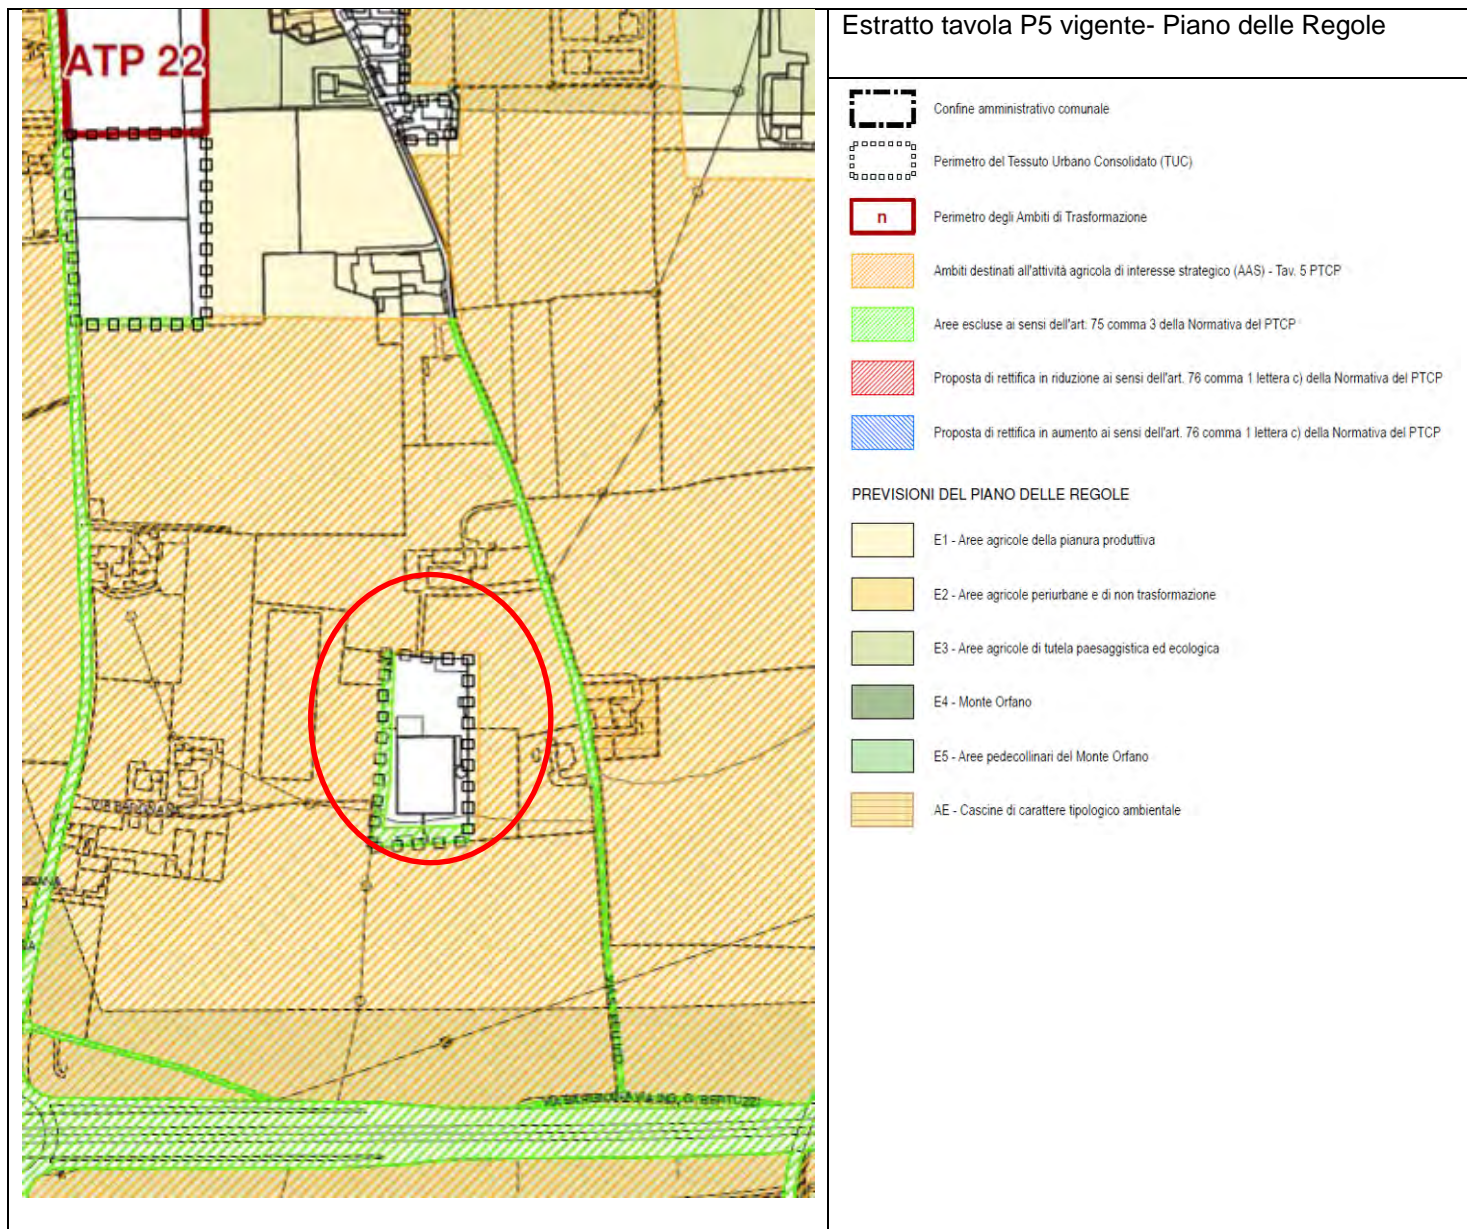 Estratto tavola P5 vigente- Piano delle Regole
ATP 22
Confine amministrativo comunale
Perimetro del Tessuto Urbano Consolidato (TUC)
n
Perimetro degli Ambiti di Trasformazione
Ambiti destinati all'attività agricola di interesse strategico (AAS) - Tav. 5 PTCP
Aree escluse ai sensi dell'art. 75 comma 3 della Normativa del PTCP
Proposta di rettifica in riduzione ai sensi dell'art. 76 comma 1 lettera c) della Normativa del PTCP
Proposta di rettifica in aumento ai sensi dell'art. 76 comma 1 lettera c) della Normativa del PTCP
PREVISIONI DEL PIANO DELLE REGOLE
E1 - Aree agricole della pianura produttiva
E2 - Aree agricole periurbane e di non trasformazione
E3 - Aree agricole di tutela paesaggistica ed ecologica
E4 - Monte Orfano
E5 - Aree pedecollinari del Monte Orfano
AE - Cascine di carattere tipologico ambientale
G. BERTUZZI